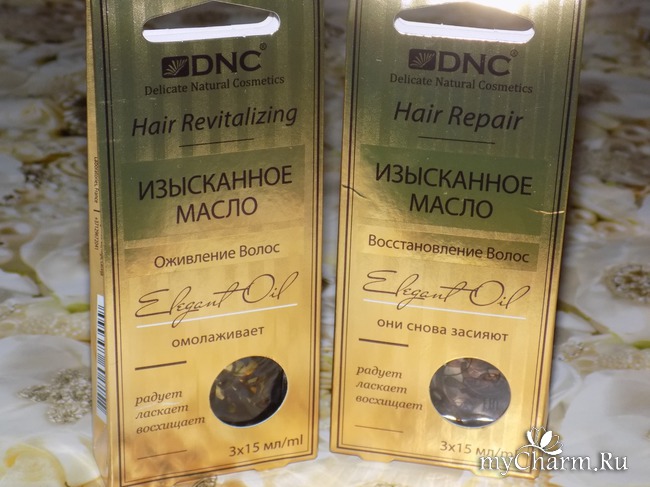 DNC®
Delicate Natural Cosmetics
Hair Revitalizing
ИЗЫСКАННОЕ
МАСЛО
Оживление Волос
Elegant Oil
омолаживает
радует
ласкает
восхищает
3x15 мл/ml
DNC®
Delicate Natural Cosmetics
Hair Repair
ИЗЫСКАННОЕ
МАСЛО
Восстановление Волос
Elegant Oil
они снова засияют
радует
ласкает
восхищает
3x15 мл/ml
myCharm.Ru